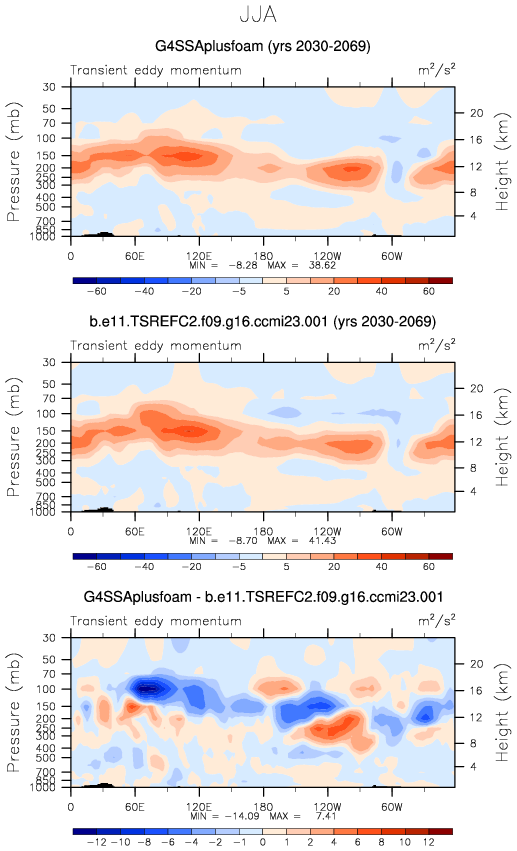 JJA
G4SSAplusfoam (yrs 2030-2069)
Transient eddy momentum m²/s²
Pressure (mb)
30
50
70
100
150
200
250
300
400
500
700
850
1000
Height (km)
20
16
12
8
4
0 60E 120E 180 120W 60W
MIN = -8.28 MAX = 38.62
-60 -40 -20 -5 5 20 40 60
b.e11.TSREFC2.f09.g16.ccmi23.001 (yrs 2030-2069)
Transient eddy momentum m²/s²
Pressure (mb)
30
50
70
100
150
200
250
300
400
500
700
850
1000
Height (km)
20
16
12
8
4
0 60E 120E 180 120W 60W
MIN = -8.70 MAX = 41.43
-60 -40 -20 -5 5 20 40 60
G4SSAplusfoam - b.e11.TSREFC2.f09.g16.ccmi23.001
Transient eddy momentum m²/s²
Pressure (mb)
30
50
70
100
150
200
250
300
400
500
700
850
1000
Height (km)
20
16
12
8
4
0 60E 120E 180 120W 60W
MIN = -14.09 MAX = 7.41
-12 -10 -8 -6 -4 -2 -1 0 1 2 4 6 8 10 12